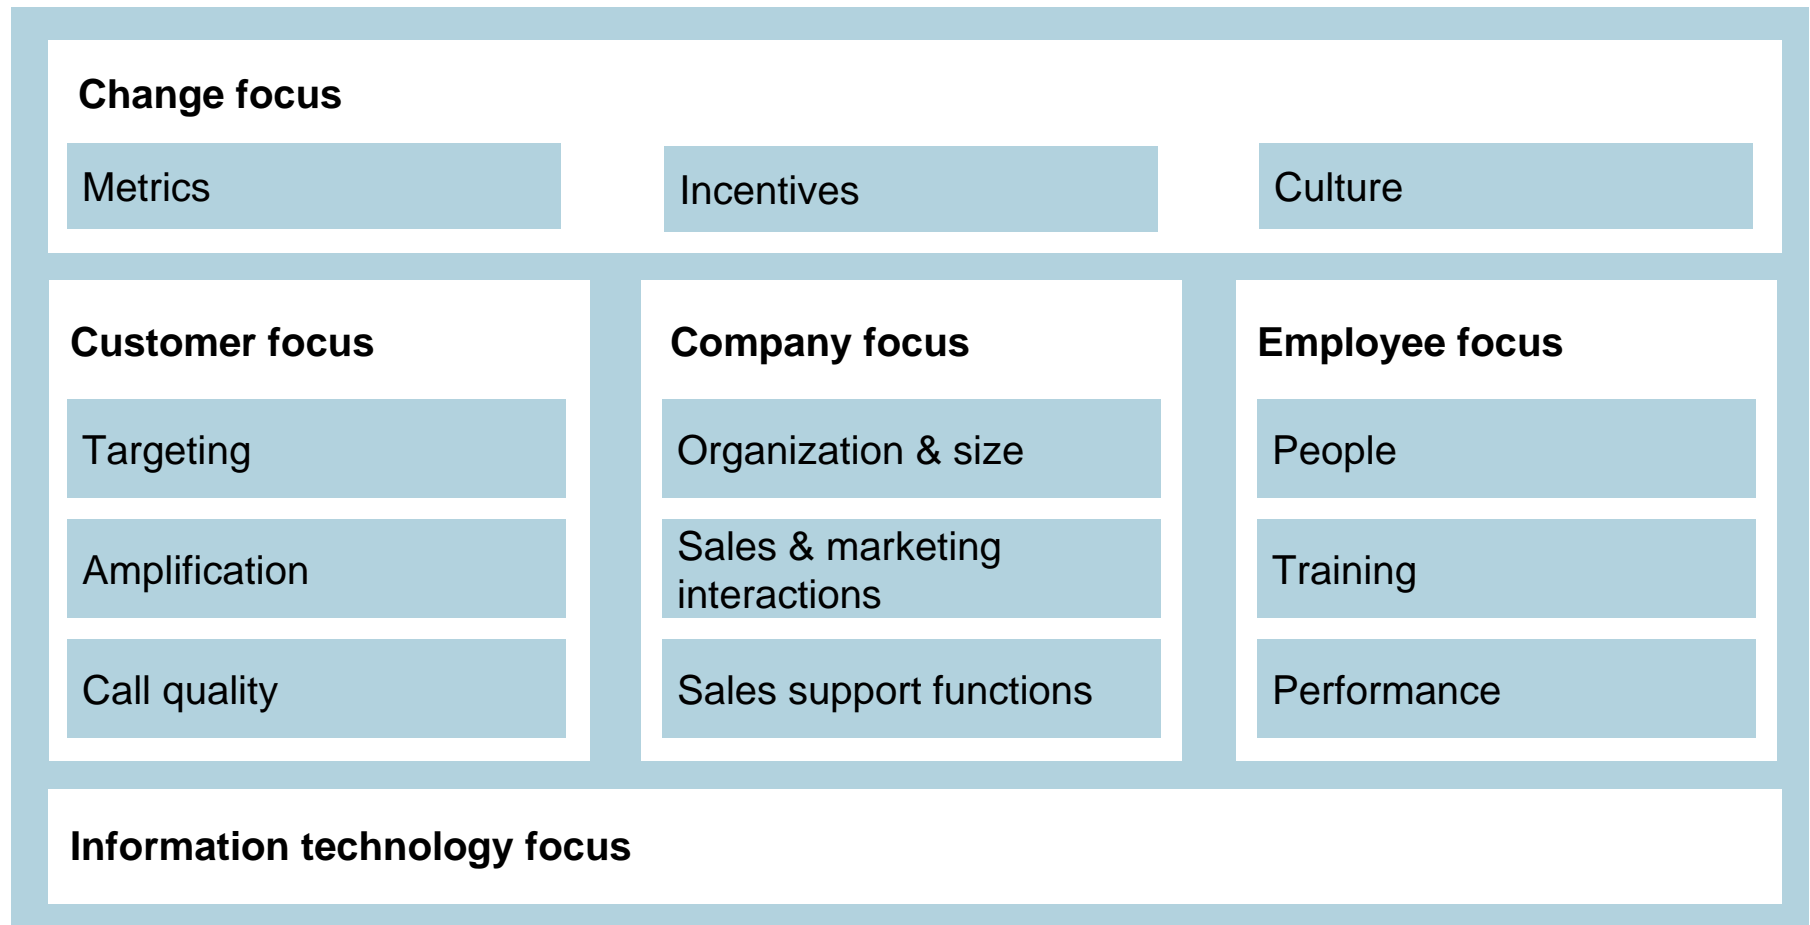 Change focus
Metrics
Incentives
Culture
Customer focus
Targeting
Amplification
Call quality
Company focus
Organization & size
Sales & marketing
interactions
Sales support functions
Employee focus
People
Training
Performance
Information technology focus